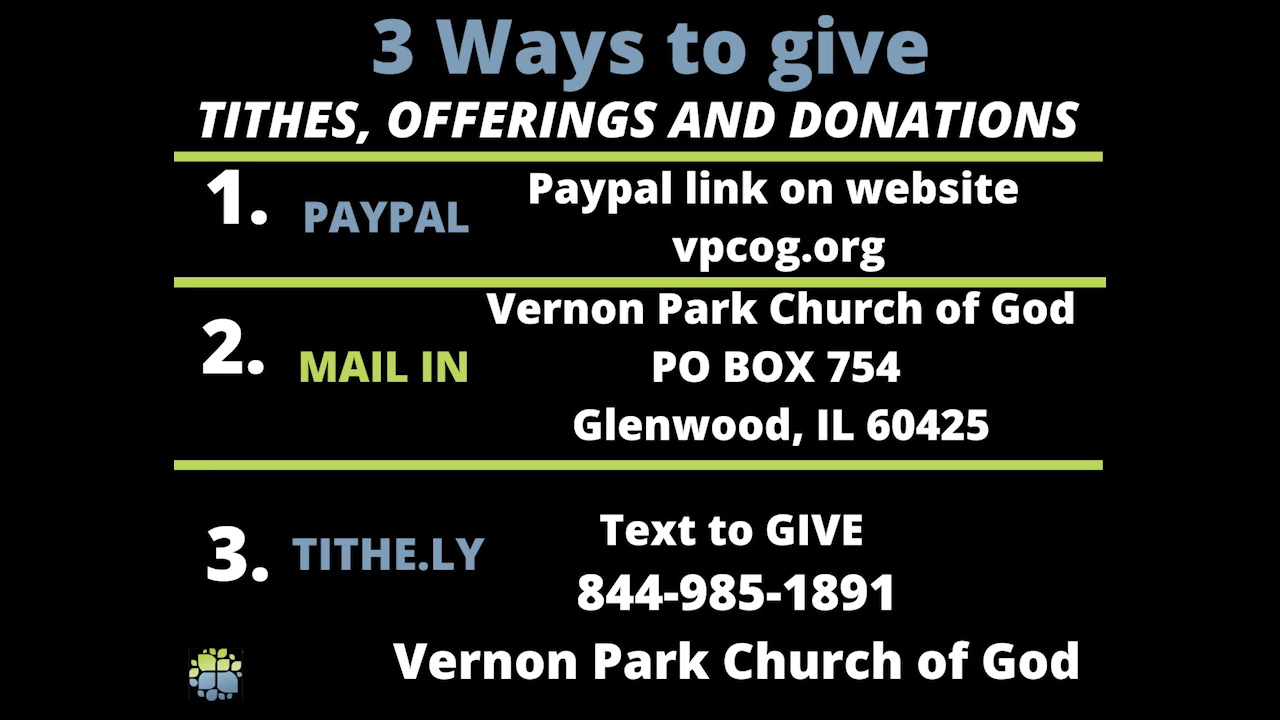 3 Ways to give
TITHES, OFFERINGS AND DONATIONS
1. PAYPAL
Paypal link on website
vpcog.org
2. MAIL IN
Vernon Park Church of God
PO BOX 754
Glenwood, IL 60425
3. TITHE.LY
Text to GIVE
844-985-1891
Vernon Park Church of God